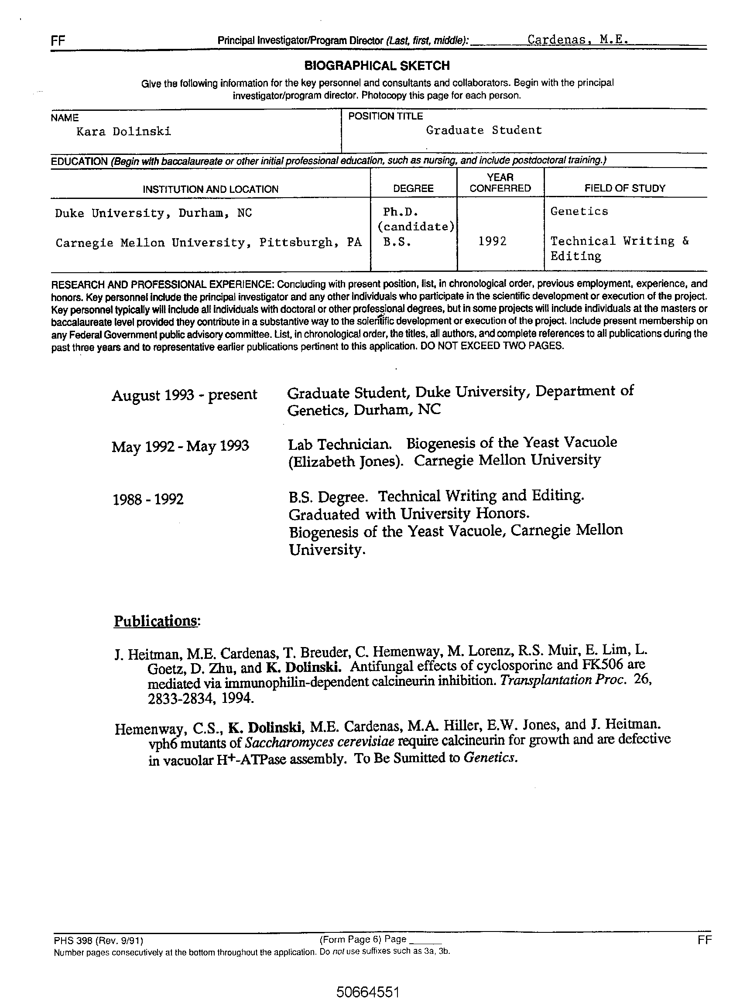 FF
Principal Investigator/Program Director (Last, first, middle): Cardenas, M.E.
BIOGRAPHICAL SKETCH
Give the following information for the key personnel and consultants and collaborators. Begin with the principal
investigator/program director. Photocopy this page for each person.
NAME
Kara Dolinski
POSITION TITLE
Graduate Student
EDUCATION (Begin with baccalaureate or other initial professional education, such as nursing, and include postdoctoral training.)
INSTITUTION AND LOCATION
DEGREE
YEAR
CONFERRED
FIELD OF STUDY
Duke University, Durham, NC
Ph.D.
(candidate)
Genetics
Carnegie Mellon University, Pittsburgh, PA
B.S.
1992
Technical Writing &
Editing
RESEARCH AND PROFESSIONAL EXPERIENCE: Concluding with present position, list, in chronological order, previous employment, experience, and
honors. Key personnel include the principal investigator and any other individuals who participate in the scientific development or execution of the project.
Key personnel typically will include all individuals with doctoral or other professional degrees, but in some projects will include individuals at the masters or
baccalaureate level provided they contribute in a substantive way to the scientific development or execution of the project. Include present membership on
any Federal Government public advisory committee. List, in chronological order, the titles, all authors, and complete references to all publications during the
past three years and to representative earlier publications pertinent to this application. DO NOT EXCEED TWO PAGES.
August 1993 - present
Graduate Student, Duke University, Department of
Genetics, Durham, NC
May 1992 - May 1993
Lab Technician. Biogenesis of the Yeast Vacuole
(Elizabeth Jones). Carnegie Mellon University
1988 - 1992
B.S. Degree. Technical Writing and Editing.
Graduated with University Honors.
Biogenesis of the Yeast Vacuole, Carnegie Mellon
University.
Publications:
J. Heitman, M.E. Cardenas, T. Breuder, C. Hemenway, M. Lorenz, R.S. Muir, E. Lim, L.
Goetz, D. Zhu, and K. Dolinski. Antifungal effects of cyclosporine and FK506 are
mediated via immunophilin-dependent calcineurin inhibition. Transplantation Proc. 26,
2833-2834, 1994.
Hemenway, C.S., K. Dolinski, M.E. Cardenas, M.A. Hiller, E.W. Jones, and J. Heitman.
vph6 mutants of Saccharomyces cerevisiae require calcineurin for growth and are defective
in vacuolar H+-ATPase assembly. To Be Sumitted to Genetics.
PHS 398 (Rev. 9/91)
(Form Page 6) Page ______
FF
Number pages consecutively at the bottom throughout the application. Do not use suffixes such as 3a, 3b.
50664551